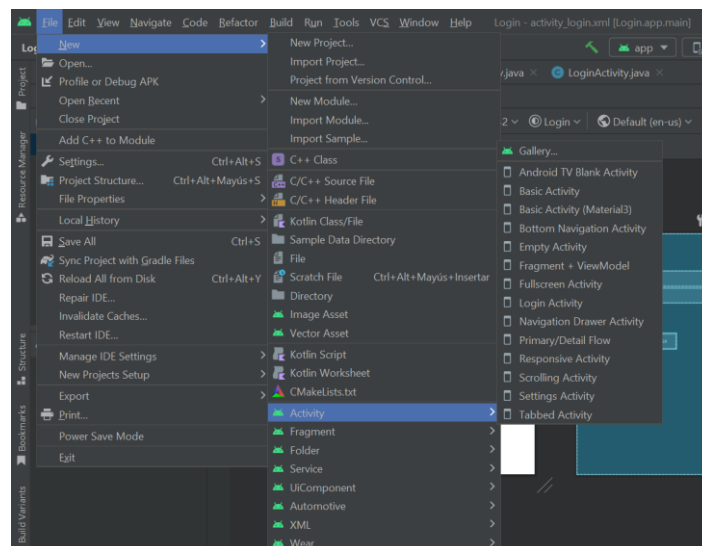 File Edit View Navigate Code Refactor Build Run Tools VCS Window Help Login - activity_login.xml [Login.app.main]
app
.java LoginActivity.java
Login Default (en-us)
Project
Resource Manager
Structure
Bookmarks
Build Variants
New
Open...
Profile or Debug APK
Open Recent
Close Project
Add C++ to Module
Settings... Ctrl+Alt+S
Project Structure... Ctrl+Alt+Mayús+S
File Properties
Local History
Save All Ctrl+S
Sync Project with Gradle Files
Reload All from Disk Ctrl+Alt+Y
Repair IDE...
Invalidate Caches...
Restart IDE...
Manage IDE Settings
New Projects Setup
Export
Print...
Power Save Mode
Exit
New Project...
Import Project...
Project from Version Control...
New Module...
Import Module...
Import Sample...
C++ Class
C/C++ Source File
C/C++ Header File
Kotlin Class/File
Sample Data Directory
File
Scratch File Ctrl+Alt+Mayús+Insertar
Directory
Image Asset
Vector Asset
Kotlin Script
Kotlin Worksheet
CMakeLists.txt
Activity
Fragment
Folder
Service
UiComponent
Automotive
XML
Wear
Gallery...
Android TV Blank Activity
Basic Activity
Basic Activity (Material3)
Bottom Navigation Activity
Empty Activity
Fragment + ViewModel
Fullscreen Activity
Login Activity
Navigation Drawer Activity
Primary/Detail Flow
Responsive Activity
Scrolling Activity
Settings Activity
Tabbed Activity